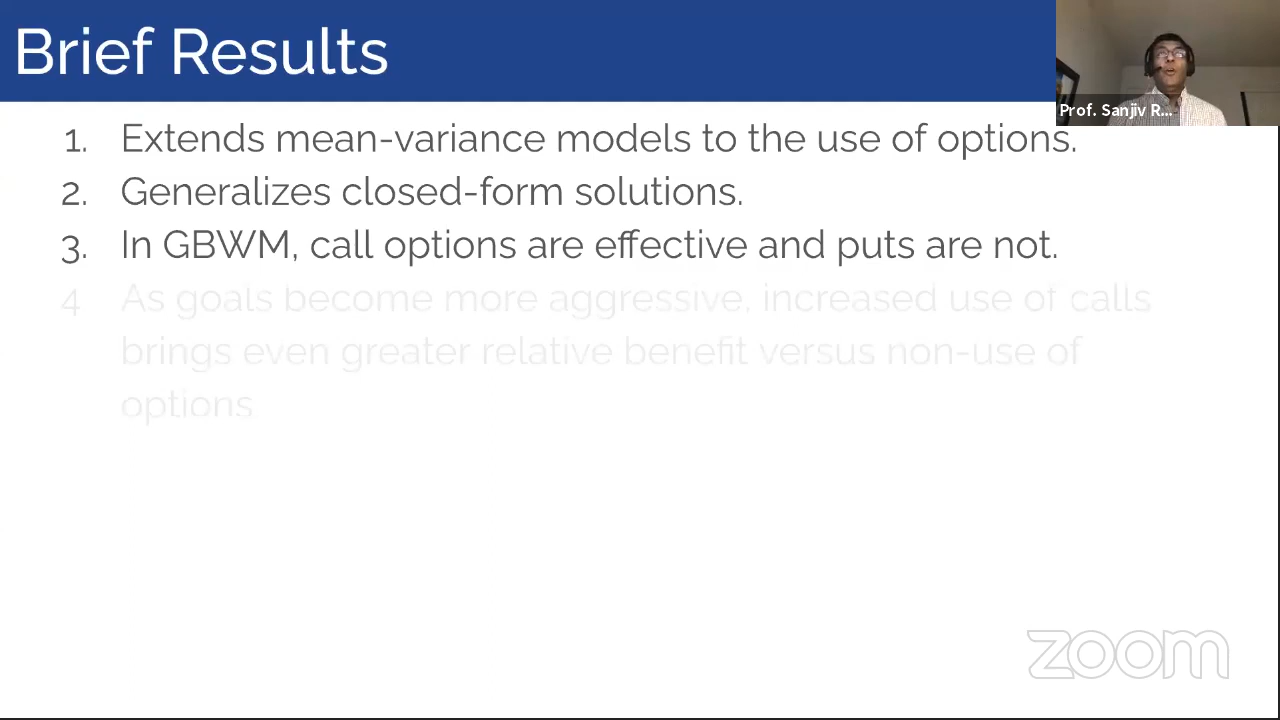 Brief Results
Prof. Sanjiv R...
1. Extends mean-variance models to the use of options.
2. Generalizes closed-form solutions.
3. In GBWM, call options are effective and puts are not.
4 As goals become more aggressive, increased use of calls
brings even greater relative benefit versus non-use of
options
zoom